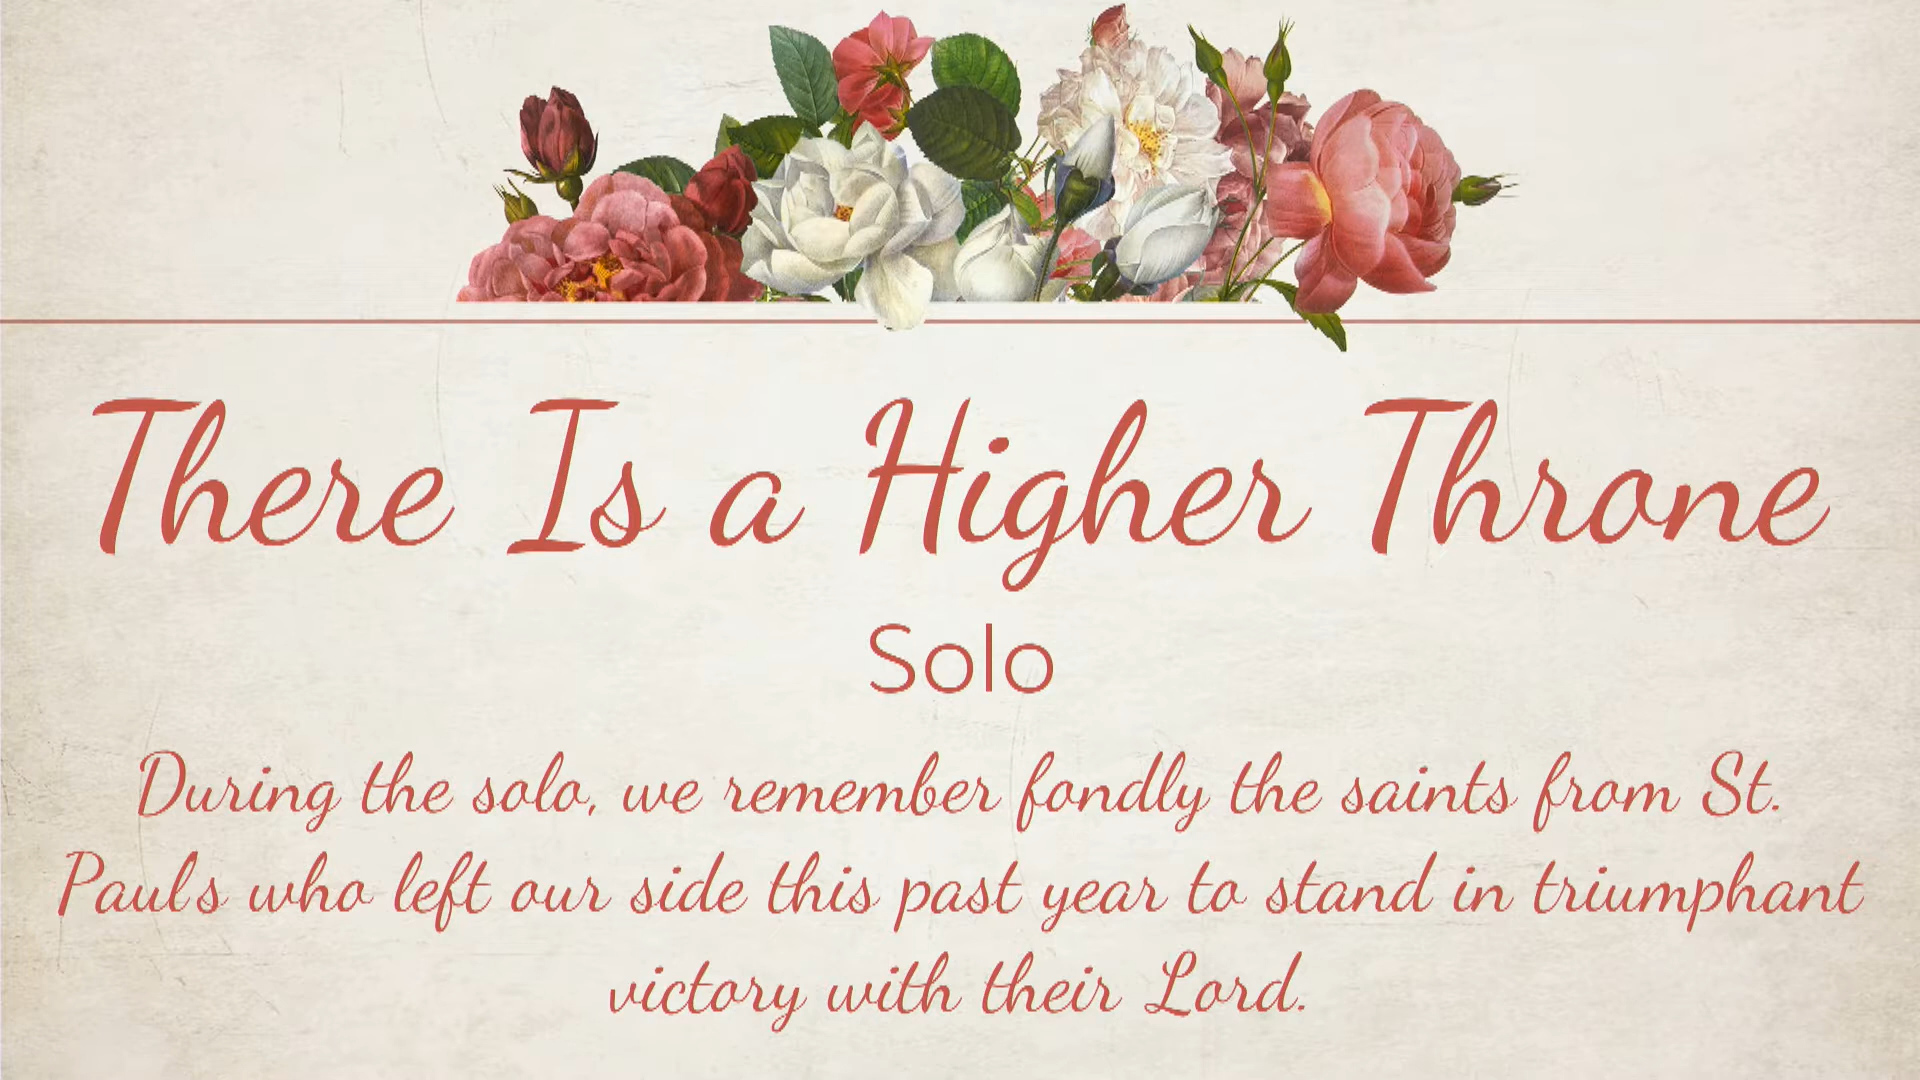 There Is a Higher Throne
Solo
During the solo, we remember fondly the saints from St.
Paul's who left our side this past year to stand in triumphant
victory with their Lord.